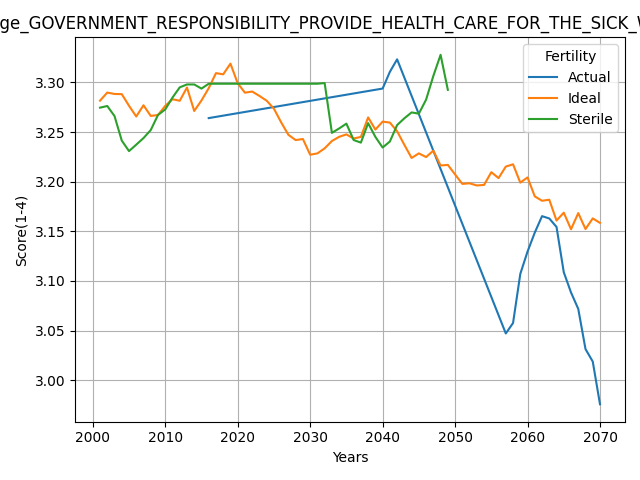 ge_GOVERNMENT_RESPONSIBILITY_PROVIDE_HEALTH_CARE_FOR_THE_SICK_
Fertility
Actual
Ideal
Sterile
Score(1-4)
3.30
3.25
3.20
3.15
3.10
3.05
3.00
2000 2010 2020 2030 2040 2050 2060 2070
Years